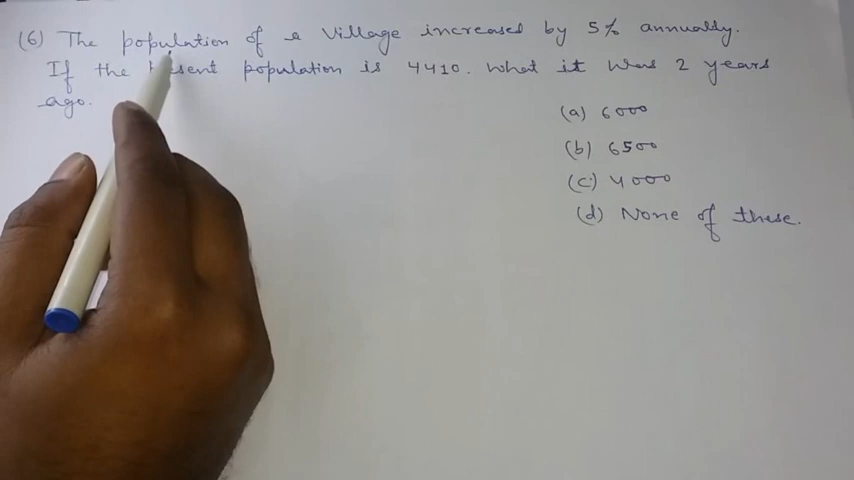 (6) The population of a village increased by 5% annually.
If the present population is 4410. what it was 2 years
ago.
(a) 6000
(b) 6500
(c) 4000
(d) None of these.